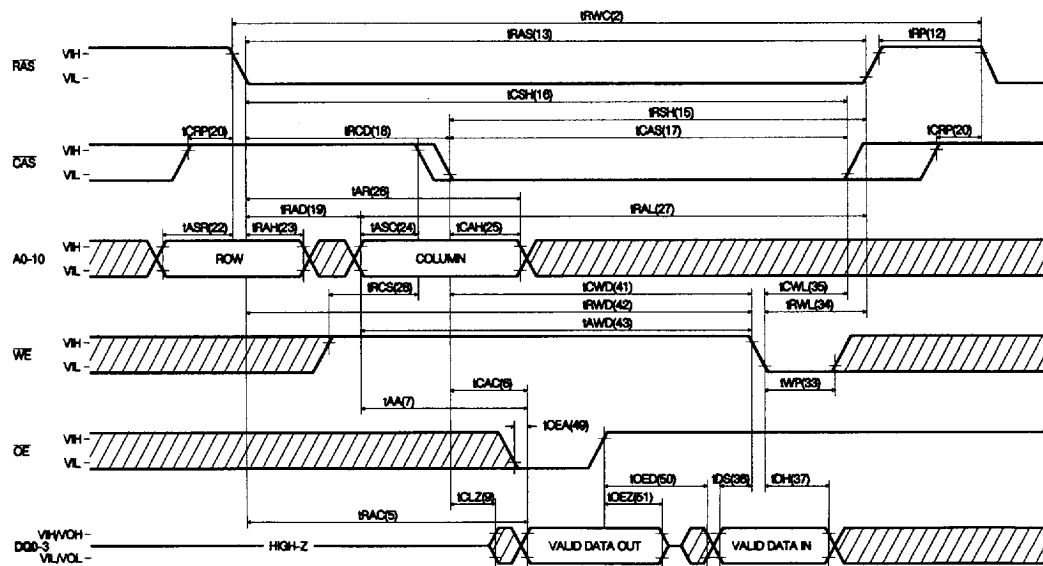 tRWC(2)
tRAS(13)
tRP(12)
RAS
VIH
VIL
tCSH(16)
tRSH(15)
tCRP(20)
tRCD(18)
tCAS(17)
tCRP(20)
CAS
VIH
VIL
tAR(26)
tRAD(19)
tRAL(27)
tASR(22)
tRAH(23)
tASC(24)
tCAH(25)
A0-10
VIH
VIL
ROW
COLUMN
tRCS(28)
tCWD(41)
tCWL(35)
tRWD(42)
tRWL(34)
tAWD(43)
WE
VIH
VIL
tCAC(6)
tWP(33)
tAA(7)
tOEA(49)
OE
VIH
VIL
tOED(50)
tDS(36)
tDH(37)
tCLZ(9)
tOEZ(51)
tRAC(5)
DQ0-3
VIH/VOH
VIL/VOL
HIGH-Z
VALID DATA OUT
VALID DATA IN